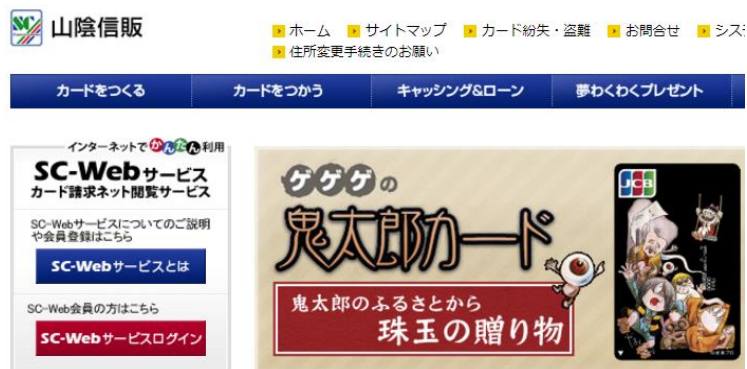 SC
山陰信販
ホーム サイトマップ カード紛失・盗難 お問合せ シス
住所変更手続きのお願い
カードをつくる カードをつかう キャッシング&ローン 夢わくわくプレゼント
インターネットでかんたん利用
SC-Webサービス
カード請求ネット閲覧サービス
SC-Webサービスについてのご説明
や会員登録はこちら
SC-Webサービスとは
SC-Web会員の方はこちら
SC-Webサービスログイン
ゲゲゲの
鬼太郎カード
鬼太郎のふるさとから
珠玉の贈り物
JCB